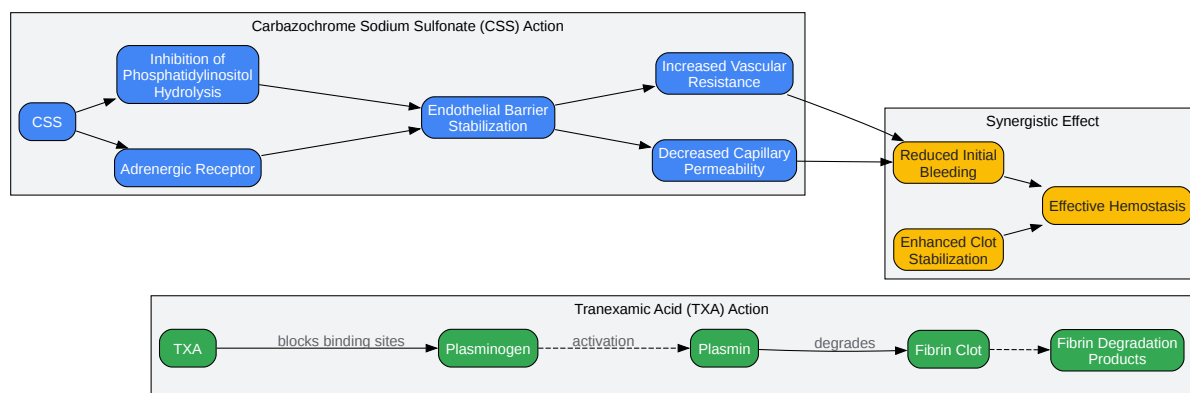 Carbazochrome Sodium Sulfonate (CSS) Action
CSS
Inhibition of
Phosphatidylinositol
Hydrolysis
Adrenergic Receptor
Endothelial Barrier
Stabilization
Increased Vascular
Resistance
Decreased Capillary
Permeability
Synergistic Effect
Reduced Initial
Bleeding
Enhanced Clot
Stabilization
Effective Hemostasis
Tranexamic Acid (TXA) Action
TXA
blocks binding sites
Plasminogen
activation
Plasmin
degrades
Fibrin Clot
Fibrin Degradation
Products